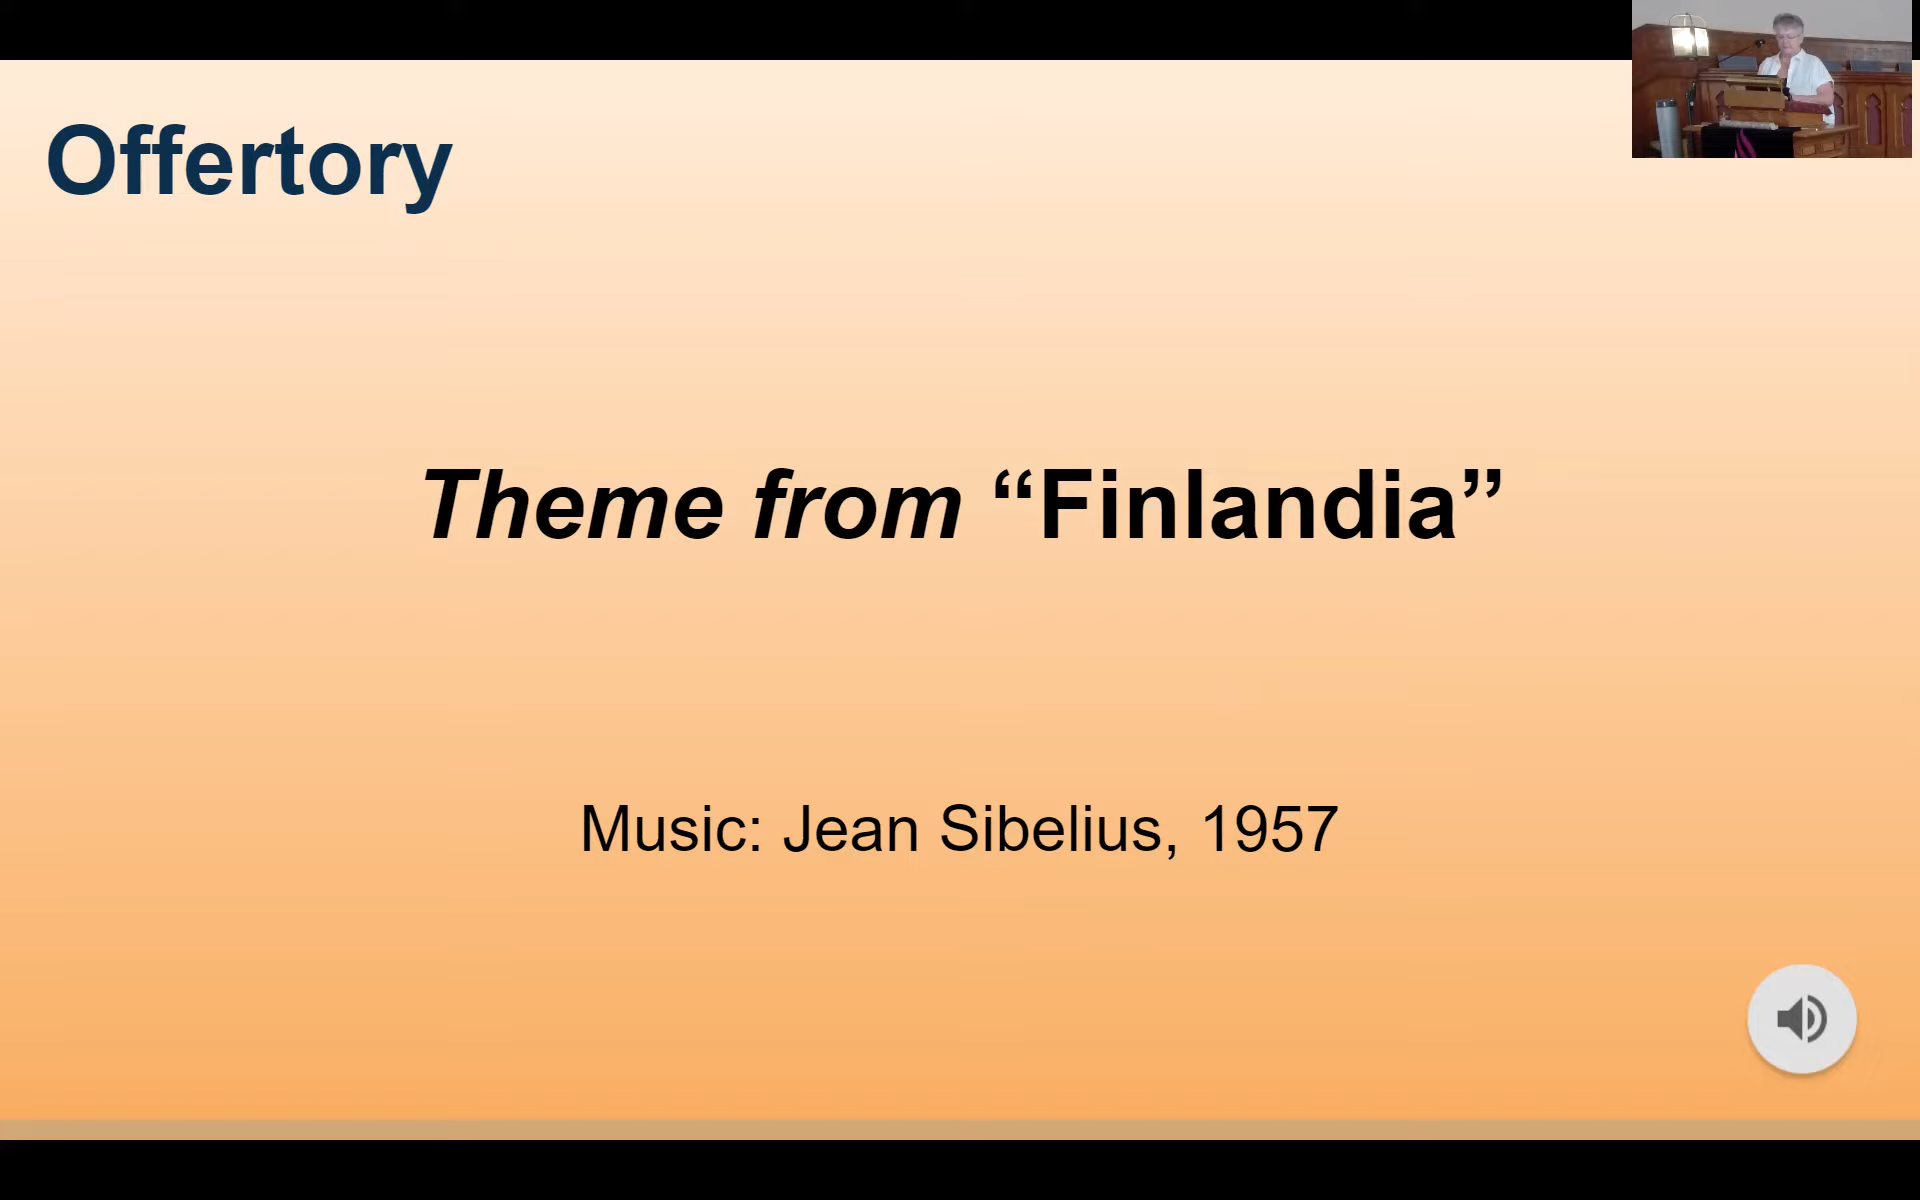 Offertory
Theme from “Finlandia”
Music: Jean Sibelius, 1957